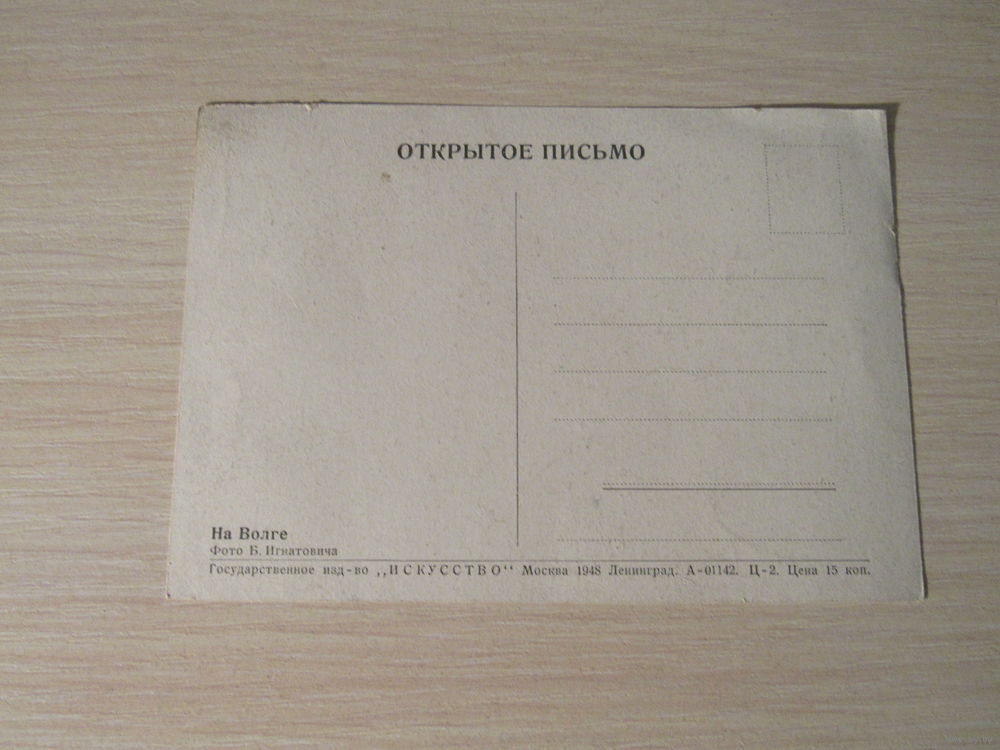 ОТКРЫТОЕ ПИСЬМО
На Волге
Фото Б. Игнатовича
Государственное изд-во ,,ИСКУССТВО“ Москва 1948 Ленинград. А-01142. Ц-2. Цена 15 коп.